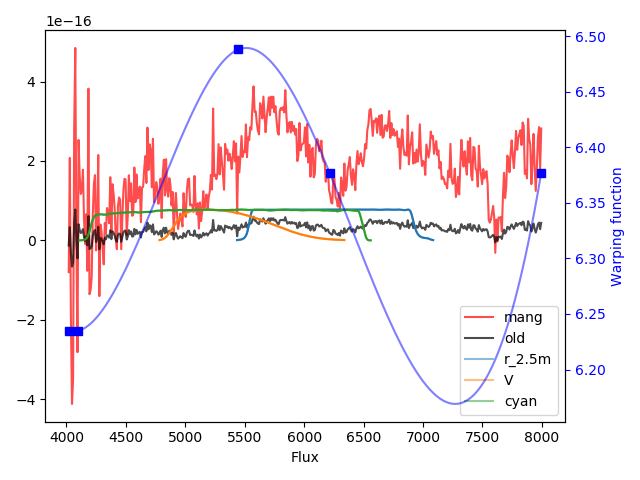 1e−16
4
2
0
−2
−4
6.50
6.45
6.40
6.35
6.30
6.25
6.20
Warping function
mang
old
r_2.5m
V
cyan
4000 4500 5000 5500 6000 6500 7000 7500 8000
Flux